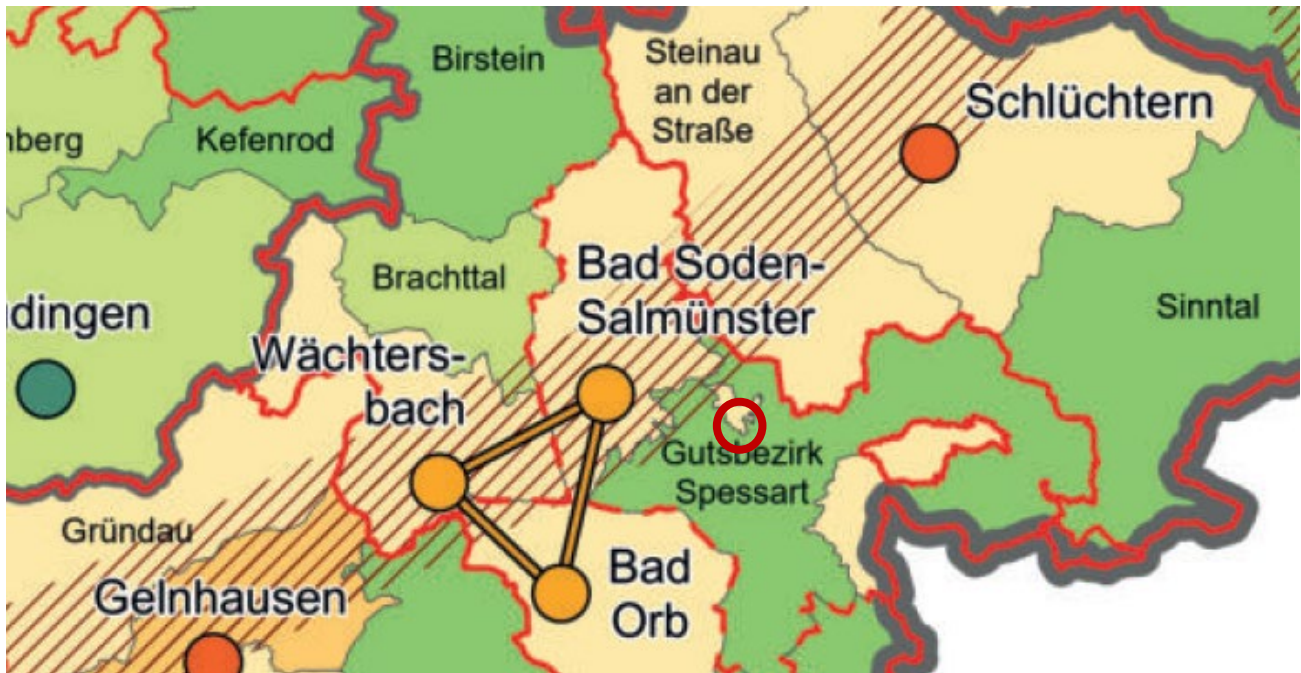 Birstein
Steinau
an der
Straße
Schlüchtern
Kefenrod
Brachttal
Bad Soden-
Salmünster
Sinntal
Wächters-
bach
Gutsbezirk
Spessart
Gründau
Gelnhausen
Bad
Orb
nberg
dingen